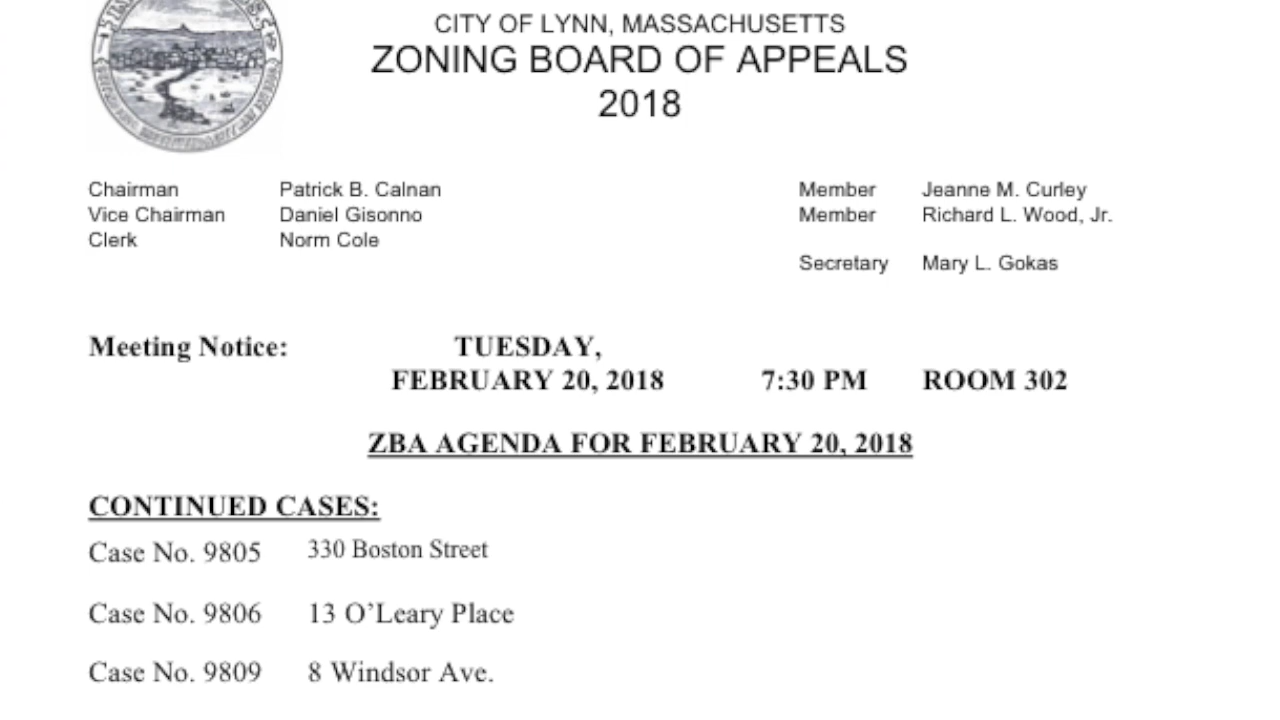 CITY OF LYNN, MASSACHUSETTS
ZONING BOARD OF APPEALS
2018
Chairman Patrick B. Calnan
Vice Chairman Daniel Gisonno
Clerk Norm Cole
Member Jeanne M. Curley
Member Richard L. Wood, Jr.
Secretary Mary L. Gokas
Meeting Notice: TUESDAY,
FEBRUARY 20, 2018 7:30 PM ROOM 302
ZBA AGENDA FOR FEBRUARY 20, 2018
CONTINUED CASES:
Case No. 9805 330 Boston Street
Case No. 9806 13 O’Leary Place
Case No. 9809 8 Windsor Ave.